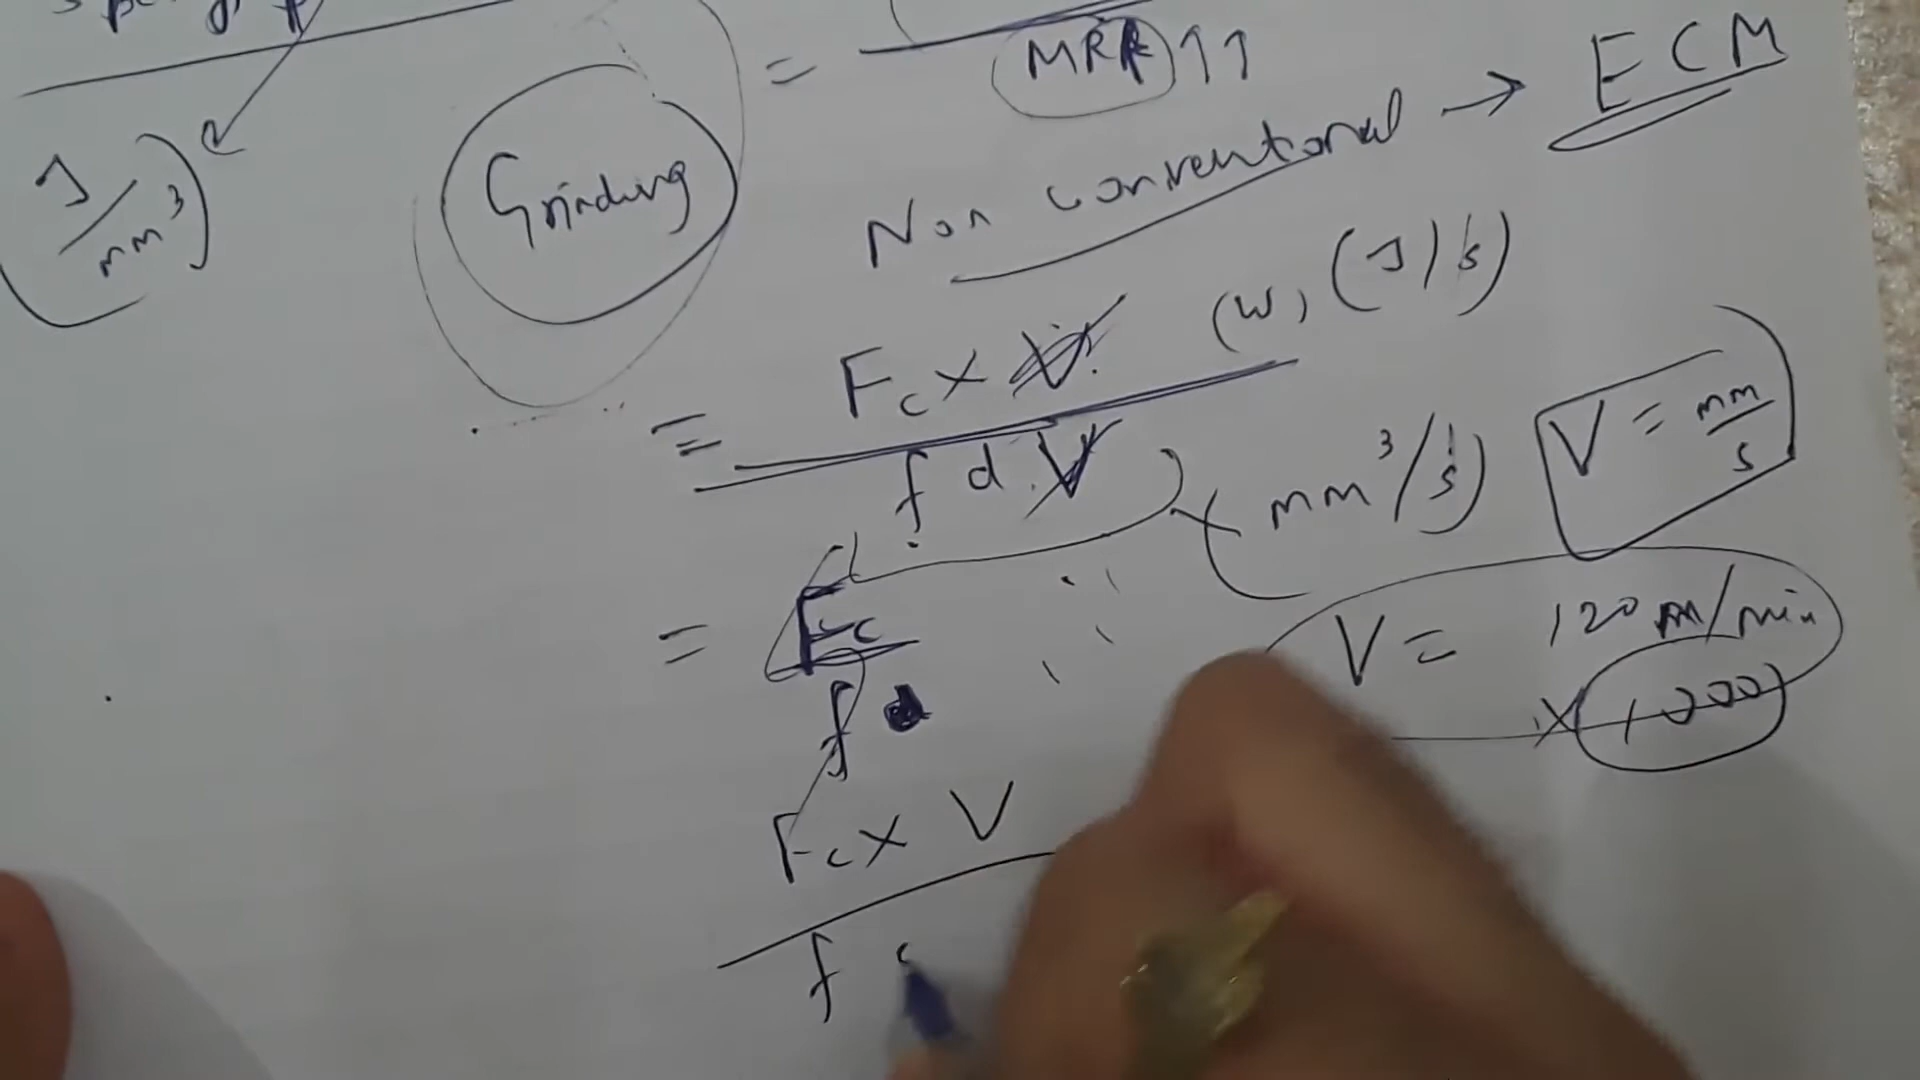 = MRR ↑↑
J/mm³
Grinding
Non conventional → ECM
= Fc × V (W, (J/s)
f d V (mm³/s)
V = mm/s
= Fc
f d
V = 120 m/min
× 1000
Fc × V
f